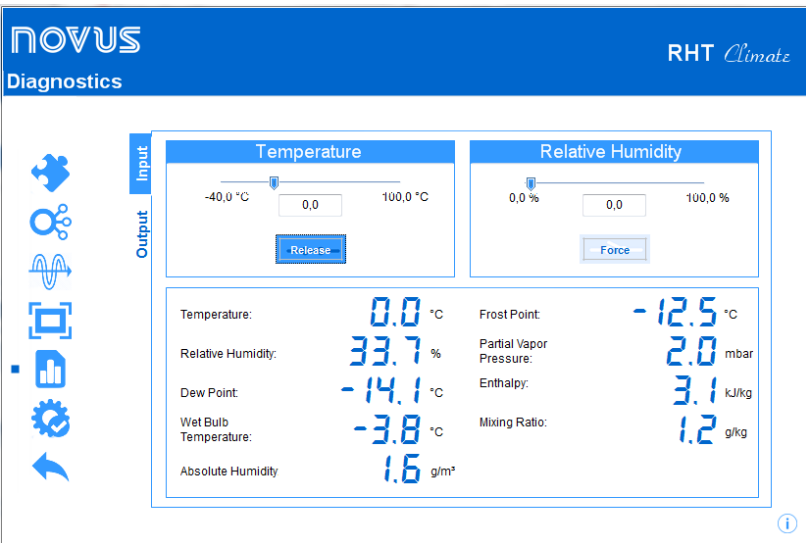 NOVUS
RHT Climate
Diagnostics
Input
Output
Temperature
-40,0 °C
0,0
100,0 °C
Release
Relative Humidity
0,0 %
0,0
100,0 %
Force
Temperature: 0.0 °C
Relative Humidity: 33.7 %
Dew Point: -14.1 °C
Wet Bulb
Temperature: -3.8 °C
Absolute Humidity 1.6 g/m³
Frost Point: -12.5 °C
Partial Vapor
Pressure: 2.0 mbar
Enthalpy: 3.1 kJ/kg
Mixing Ratio: 1.2 g/kg
i